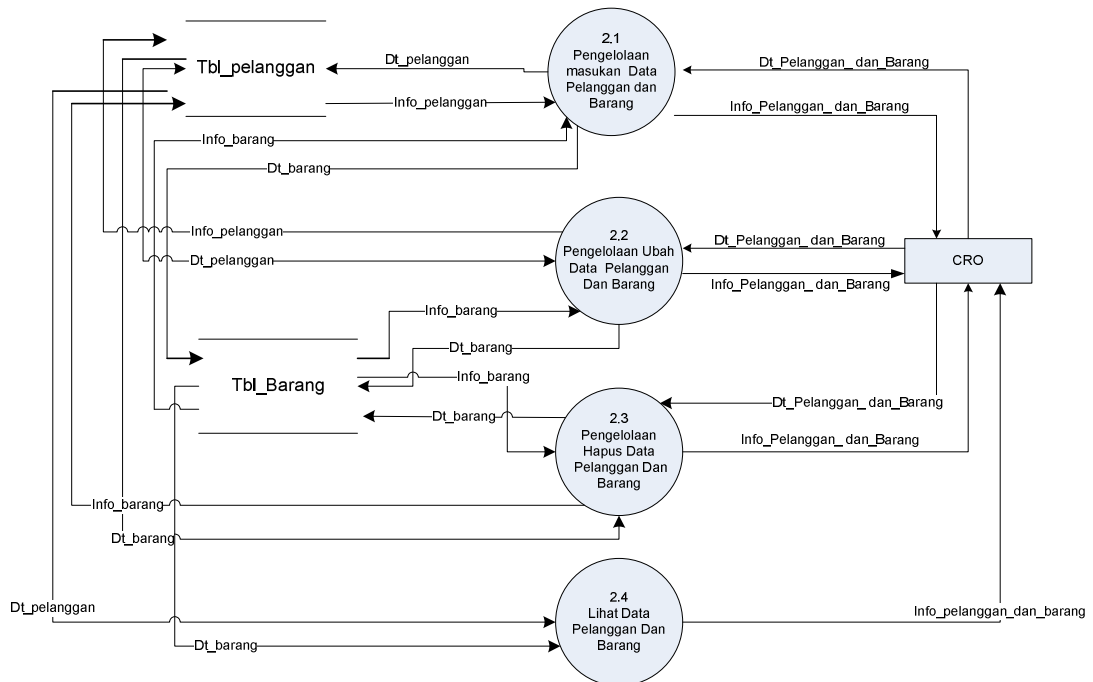 2.1
Pengelolaan
masukan Data
Pelanggan dan
Barang
Tbl_pelanggan
Dt_pelanggan
Dt_Pelanggan_ dan_Barang
Info_pelanggan
Info_Pelanggan_ dan_Barang
Info_barang
Dt_barang
Info_pelanggan
2.2
Pengelolaan Ubah
Data Pelanggan
Dan Barang
Dt_Pelanggan_ dan_Barang
CRO
Dt_pelanggan
Info_Pelanggan_ dan_Barang
Info_barang
Dt_barang
Tbl_Barang
Info_barang
Dt_barang
2.3
Pengelolaan
Hapus Data
Pelanggan Dan
Barang
Dt_Pelanggan_ dan_Barang
Info_Pelanggan_ dan_Barang
Info_barang
Dt_barang
2.4
Lihat Data
Pelanggan Dan
Barang
Dt_pelanggan
Info_pelanggan_dan_barang
Dt_barang